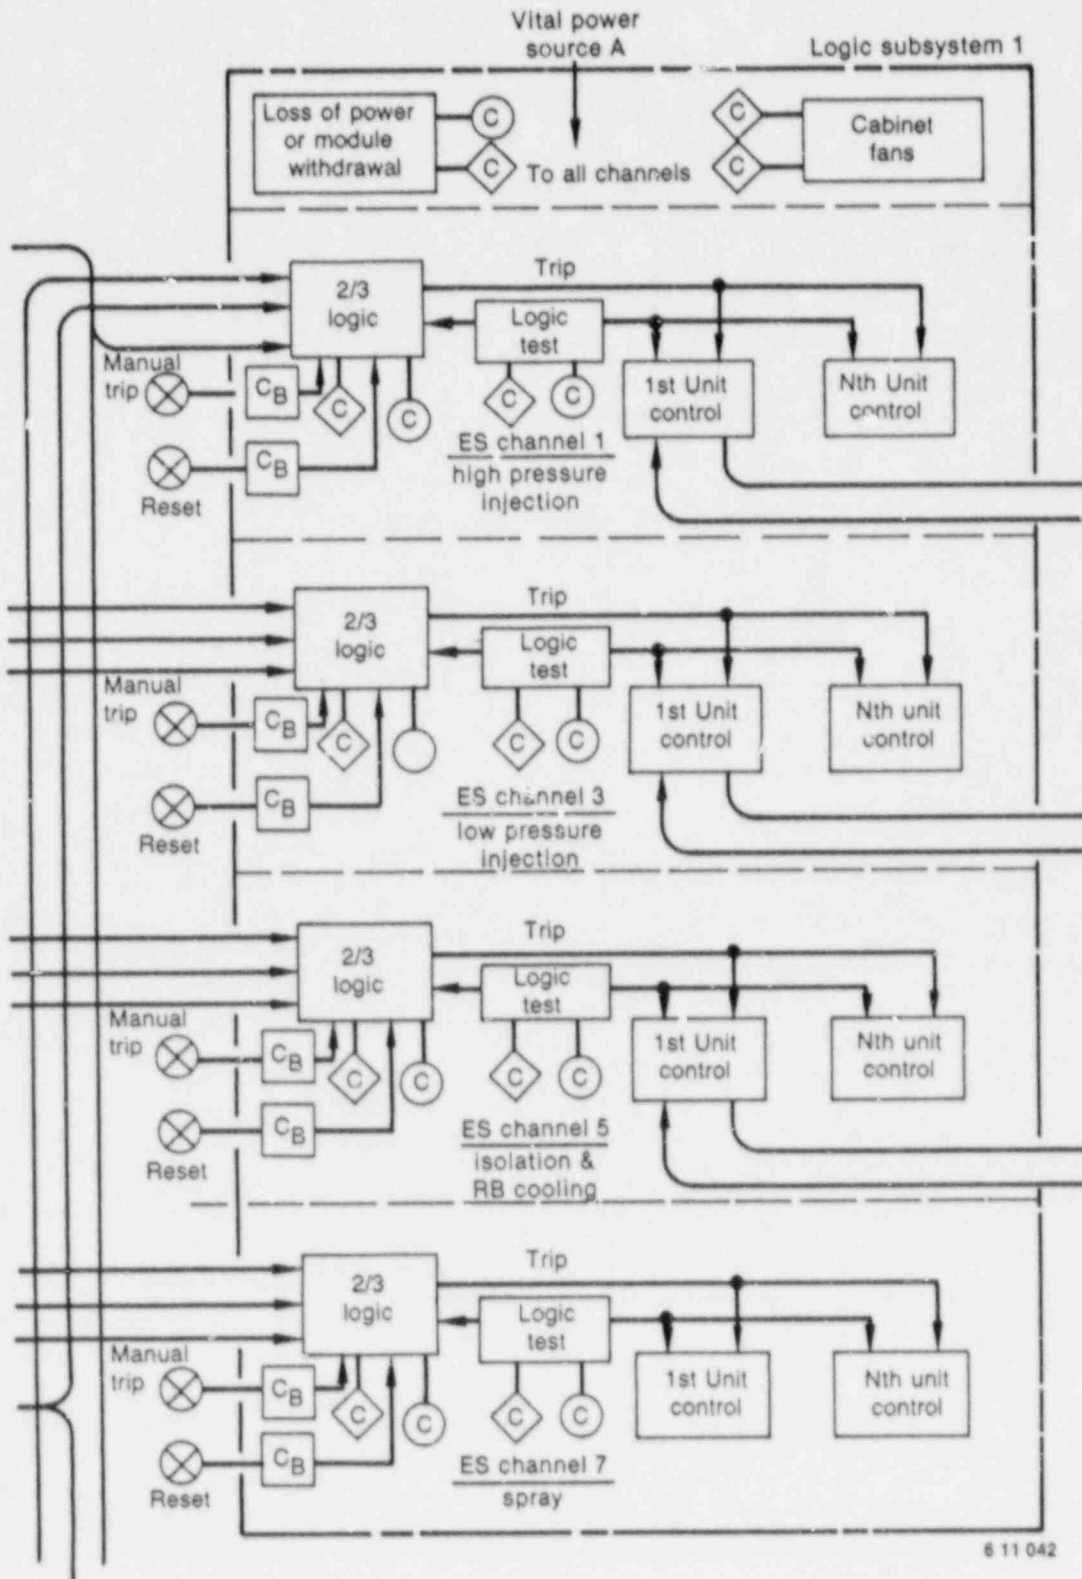 Vital power
source A
Logic subsystem 1
Loss of power
or module
withdrawal
C
C
To all channels
C
C
Cabinet
fans
2/3
logic
Trip
Logic
test
Manual
trip
CB
C
C
C
C
1st Unit
control
Nth Unit
control
CB
Reset
ES channel 1
high pressure
injection
2/3
logic
Trip
Logic
test
Manual
trip
CB
C
C
C
1st Unit
control
Nth unit
control
CB
Reset
ES channel 3
low pressure
injection
2/3
logic
Trip
Logic
test
Manual
trip
CB
C
C
C
C
1st Unit
control
Nth unit
control
CB
Reset
ES channel 5
isolation &
RB cooling
2/3
logic
Trip
Logic
test
Manual
trip
CB
C
C
C
C
1st Unit
control
Nth unit
control
CB
Reset
ES channel 7
spray
6 11 042